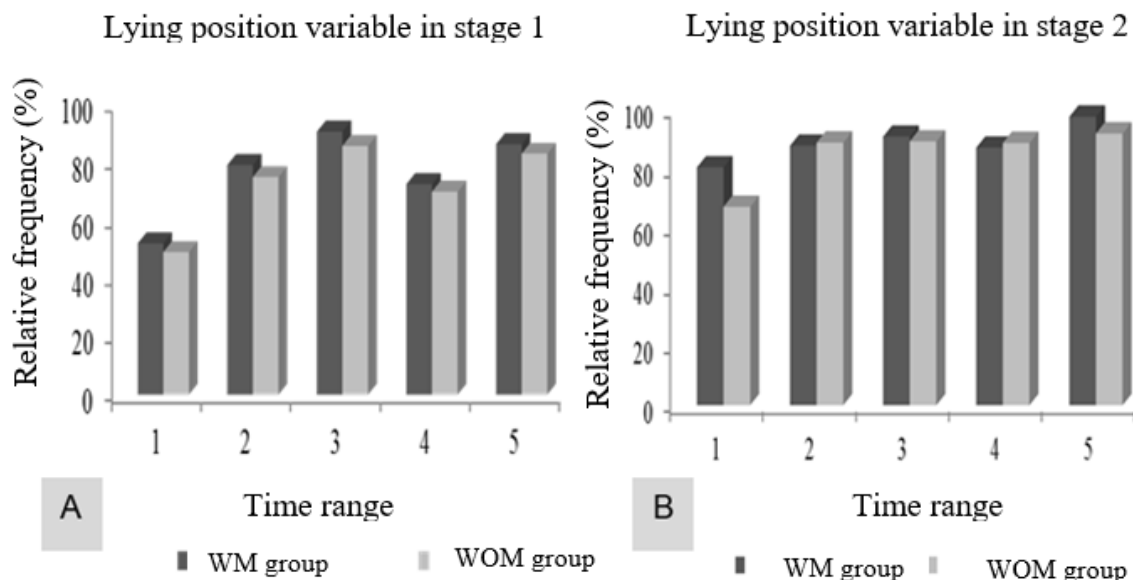 Lying position variable in stage 1
Relative frequency (%)
100
80
60
40
20
0
1 2 3 4 5
A
Time range
WM group WOM group
Lying position variable in stage 2
Relative frequency (%)
100
80
60
40
20
0
1 2 3 4 5
B
Time range
WM group WOM group